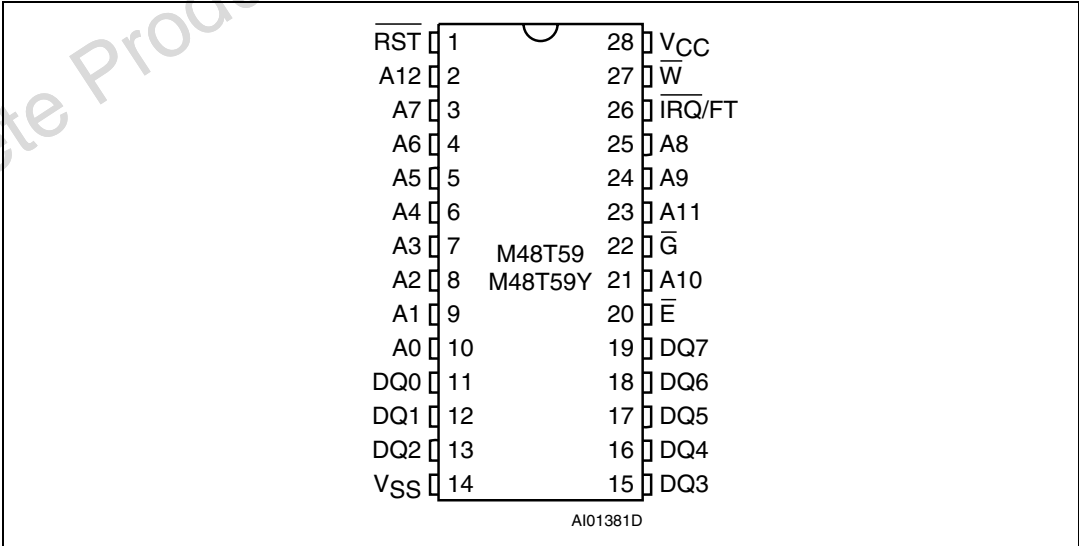 ete Produ
R̅S̅T̅ 1 28 VCC
A12 2 27 W̅
A7 3 26 I̅R̅Q̅/FT
A6 4 25 A8
A5 5 24 A9
A4 6 23 A11
A3 7 22 G̅
M48T59
A2 8 M48T59Y 21 A10
A1 9 20 E̅
A0 10 19 DQ7
DQ0 11 18 DQ6
DQ1 12 17 DQ5
DQ2 13 16 DQ4
VSS 14 15 DQ3
AI01381D